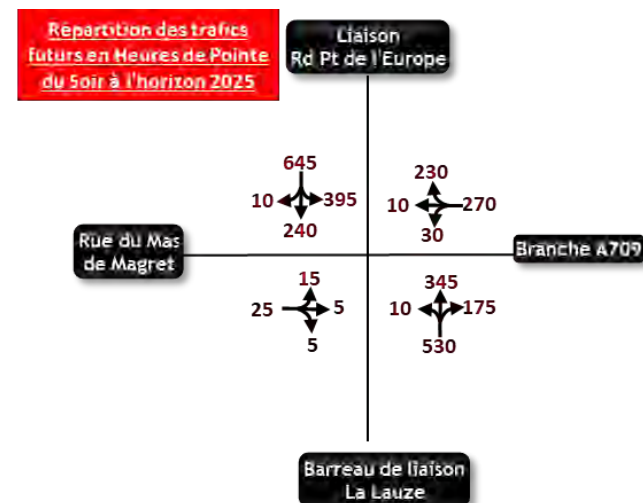 Répartition des trafics
futurs en Heures de Pointe
du Soir à l'horizon 2025
Liaison
Rd Pt de l'Europe
645
10 395
240
230
10 270
30
Rue du Mas
de Magret
Branche A709
15
25 5
5
345
10 175
530
Barreau de liaison
La Lauze